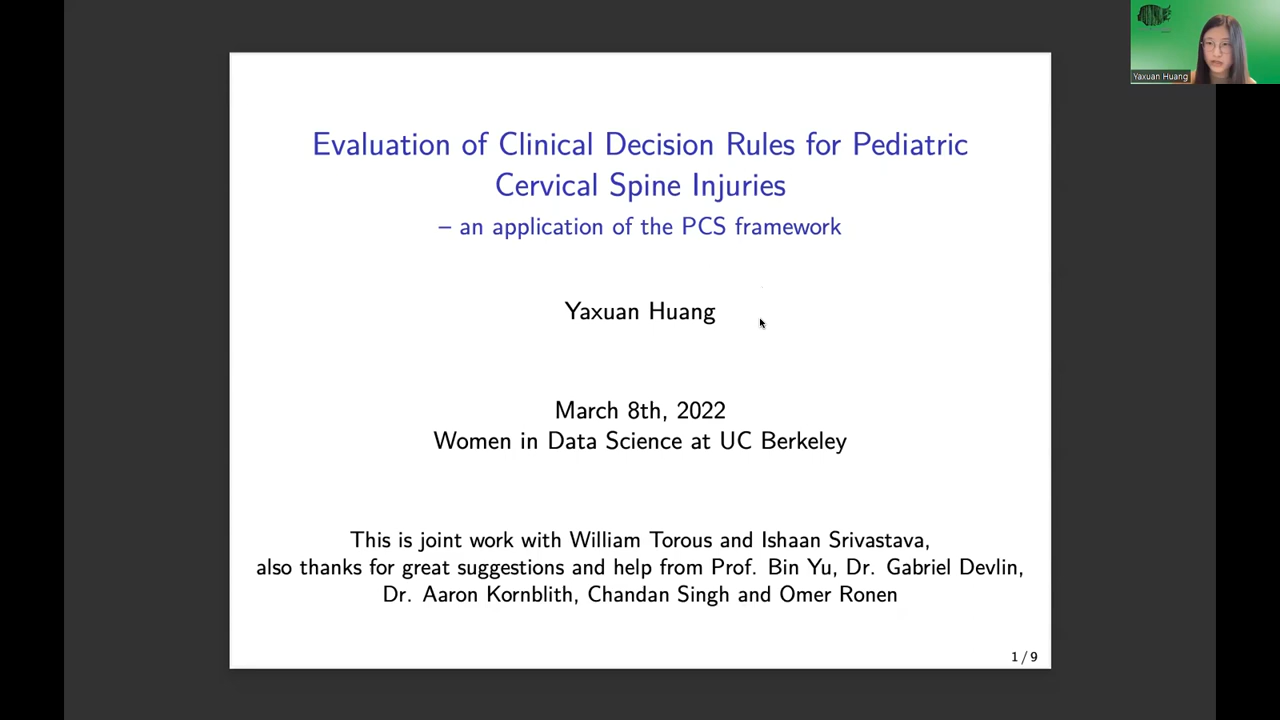 Evaluation of Clinical Decision Rules for Pediatric
Cervical Spine Injuries
– an application of the PCS framework
Yaxuan Huang
March 8th, 2022
Women in Data Science at UC Berkeley
This is joint work with William Torous and Ishaan Srivastava,
also thanks for great suggestions and help from Prof. Bin Yu, Dr. Gabriel Devlin,
Dr. Aaron Kornblith, Chandan Singh and Omer Ronen
1 / 9
Yaxuan Huang